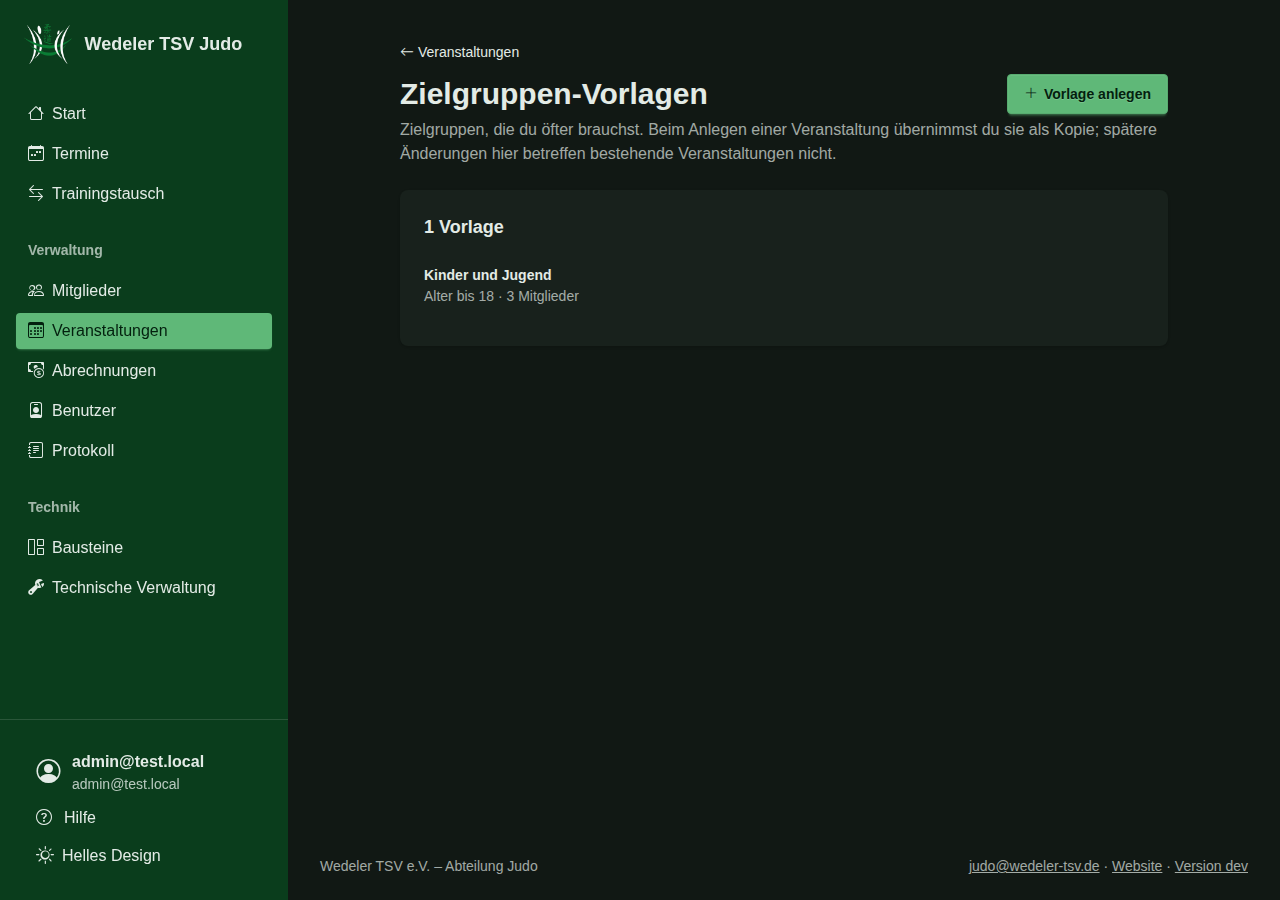 Wedeler TSV Judo
Start
Termine
Trainingstausch
Verwaltung
Mitglieder
Veranstaltungen
Abrechnungen
Benutzer
Protokoll
Technik
Bausteine
Technische Verwaltung
admin@test.local
admin@test.local
Hilfe
Helles Design
← Veranstaltungen
Zielgruppen-Vorlagen
+ Vorlage anlegen
Zielgruppen, die du öfter brauchst. Beim Anlegen einer Veranstaltung übernimmst du sie als Kopie; spätere
Änderungen hier betreffen bestehende Veranstaltungen nicht.
1 Vorlage
Kinder und Jugend
Alter bis 18 · 3 Mitglieder
Wedeler TSV e.V. – Abteilung Judo
judo@wedeler-tsv.de · Website · Version dev